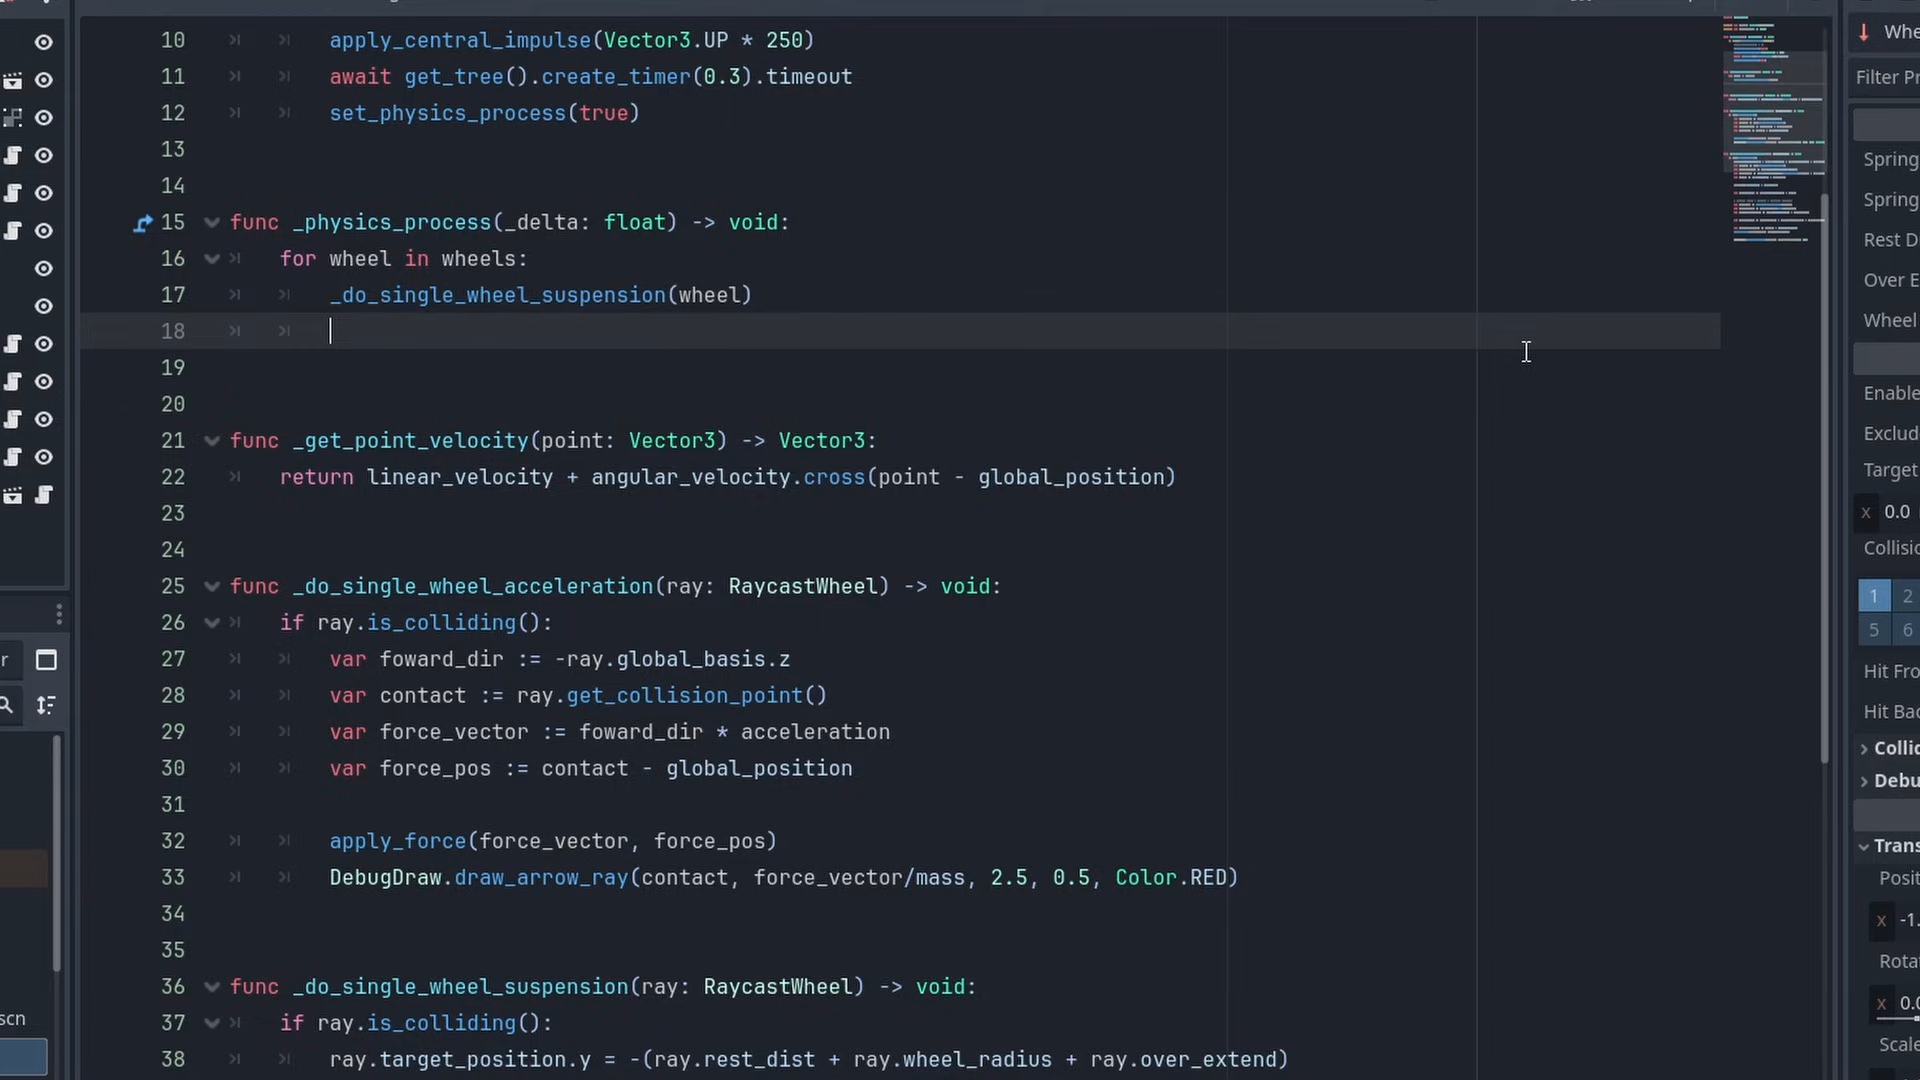 10 apply_central_impulse(Vector3.UP * 250)
11 await get_tree().create_timer(0.3).timeout
12 set_physics_process(true)
13
14
15 func _physics_process(_delta: float) -> void:
16 for wheel in wheels:
17 _do_single_wheel_suspension(wheel)
18
19
20
21 func _get_point_velocity(point: Vector3) -> Vector3:
22 return linear_velocity + angular_velocity.cross(point - global_position)
23
24
25 func _do_single_wheel_acceleration(ray: RaycastWheel) -> void:
26 if ray.is_colliding():
27 var foward_dir := -ray.global_basis.z
28 var contact := ray.get_collision_point()
29 var force_vector := foward_dir * acceleration
30 var force_pos := contact - global_position
31
32 apply_force(force_vector, force_pos)
33 DebugDraw.draw_arrow_ray(contact, force_vector/mass, 2.5, 0.5, Color.RED)
34
35
36 func _do_single_wheel_suspension(ray: RaycastWheel) -> void:
37 if ray.is_colliding():
38 ray.target_position.y = -(ray.rest_dist + ray.wheel_radius + ray.over_extend)
r
scn
Whe
Filter Pr
Spring
Spring
Rest D
Over E
Wheel
Enable
Exclud
Target
x 0.0
Collisio
1 2
5 6
Hit Fro
Hit Bac
Collic
Debu
Trans
Posit
x -1.
Rota
x 0.0
Scale